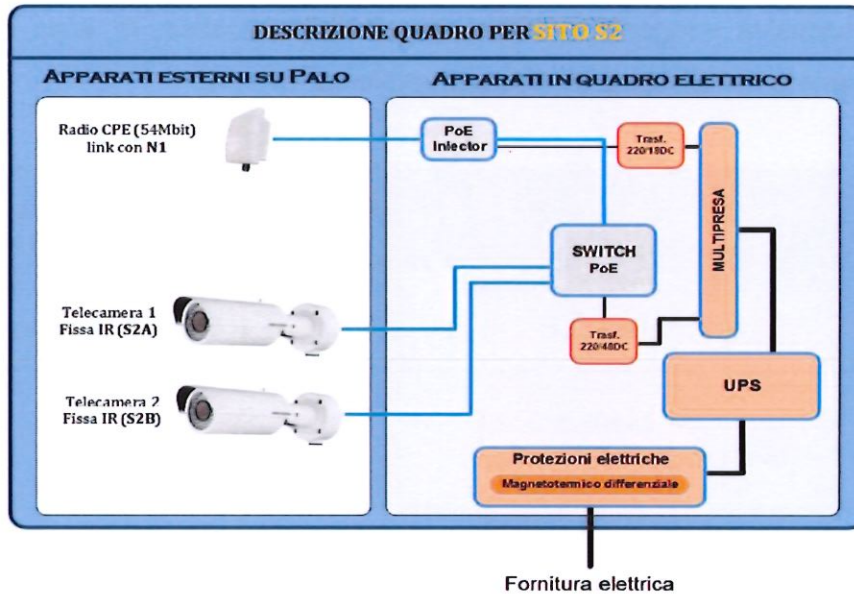 DESCRIZIONE QUADRO PER SITO S2
APPARATI ESTERNI SU PALO
APPARATI IN QUADRO ELETTRICO
Radio CPE (54Mbit)
link con N1
PoE
Injector
Trasf.
220/18DC
MULTIPRESA
SWITCH
PoE
Telecamera 1
Fissa IR (S2A)
Trasf.
220/48DC
Telecamera 2
Fissa IR (S2B)
UPS
Protezioni elettriche
Magnetotermico differenziale
Fornitura elettrica